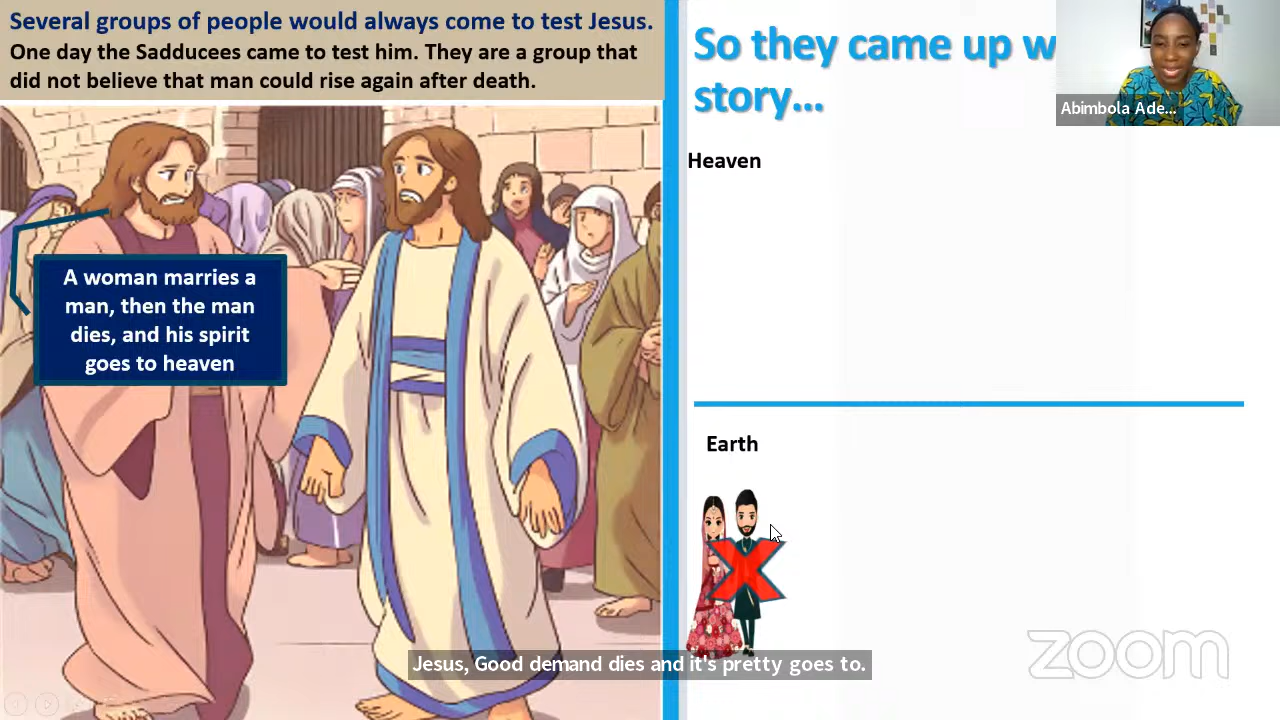 Several groups of people would always come to test Jesus.
One day the Sadducees came to test him. They are a group that
did not believe that man could rise again after death.
A woman marries a
man, then the man
dies, and his spirit
goes to heaven
So they came up w
story...
Abimbola Ade...
Heaven
Earth
zoom
Jesus, Good demand dies and it's pretty goes to.